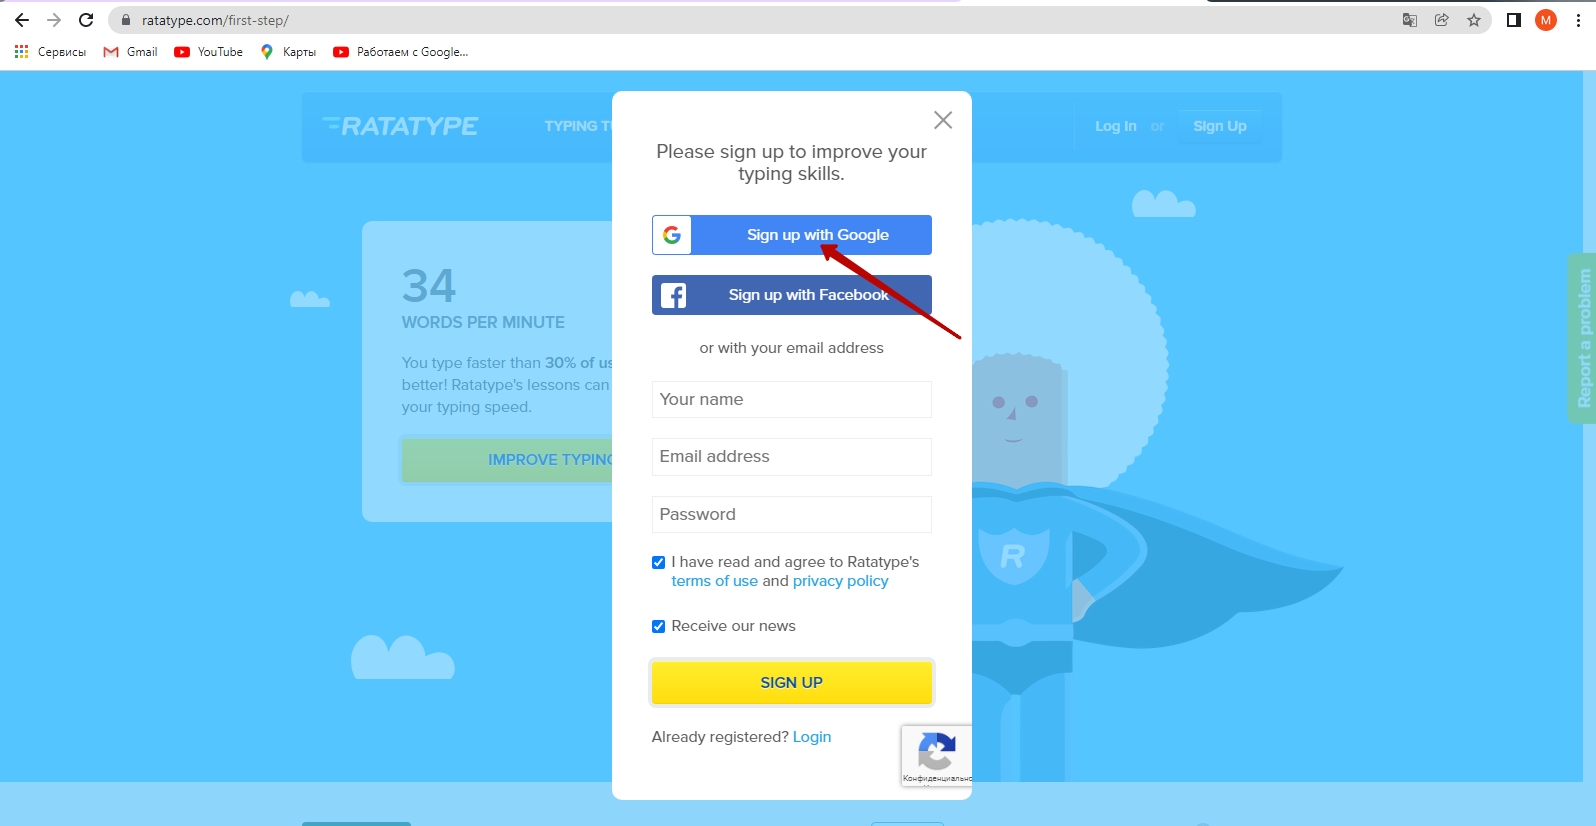 ratatype.com/first-step/
M
Сервисы
Gmail
YouTube
Карты
Работаем с Google...
RATATYPE
TYPING
Log In or Sign Up
Please sign up to improve your
typing skills.
Sign up with Google
Sign up with Facebook
or with your email address
Your name
Email address
Password
I have read and agree to Ratatype's
terms of use and privacy policy
Receive our news
SIGN UP
Already registered? Login
34
WORDS PER MINUTE
You type faster than 30% of us
better! Ratatype's lessons can
your typing speed.
IMPROVE TYPING
R
Report a problem